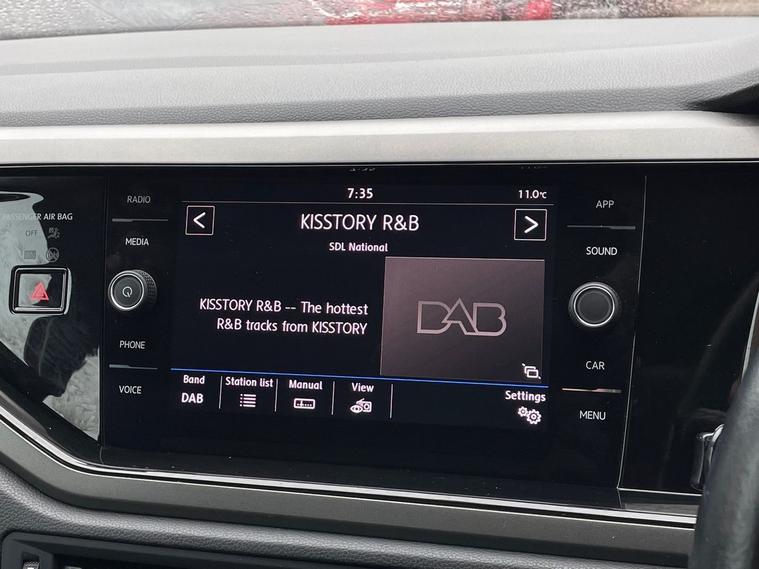 PASSENGER AIR BAG
OFF
RADIO
MEDIA
PHONE
VOICE
7:35
11.0°C
<
KISSTORY R&B
>
SDL National
KISSTORY R&B -- The hottest
R&B tracks from KISSTORY
DAB
Band
DAB
Station list
Manual
View
Settings
APP
SOUND
CAR
MENU